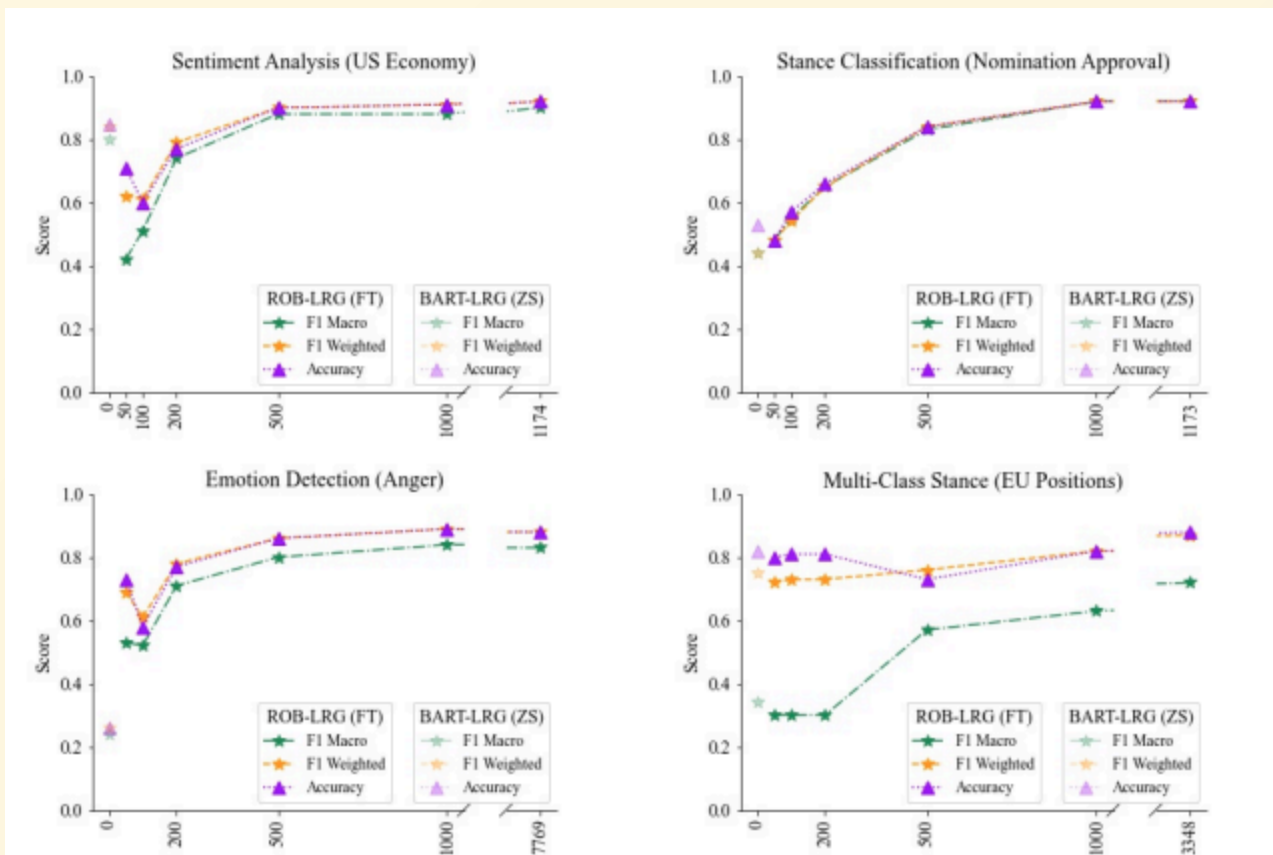 Sentiment Analysis (US Economy)
1.0
0.8
0.6
0.4
0.2
0.0
Score
ROB-LRG (FT)
F1 Macro
F1 Weighted
Accuracy
BART-LRG (ZS)
F1 Macro
F1 Weighted
Accuracy
0
50
100
200
500
1000
1174
Stance Classification (Nomination Approval)
1.0
0.8
0.6
0.4
0.2
0.0
Score
ROB-LRG (FT)
F1 Macro
F1 Weighted
Accuracy
BART-LRG (ZS)
F1 Macro
F1 Weighted
Accuracy
0
50
100
200
500
1000
1173
Emotion Detection (Anger)
1.0
0.8
0.6
0.4
0.2
0.0
Score
ROB-LRG (FT)
F1 Macro
F1 Weighted
Accuracy
BART-LRG (ZS)
F1 Macro
F1 Weighted
Accuracy
0
200
500
1000
7769
Multi-Class Stance (EU Positions)
1.0
0.8
0.6
0.4
0.2
0.0
Score
ROB-LRG (FT)
F1 Macro
F1 Weighted
Accuracy
BART-LRG (ZS)
F1 Macro
F1 Weighted
Accuracy
0
200
500
1000
3348